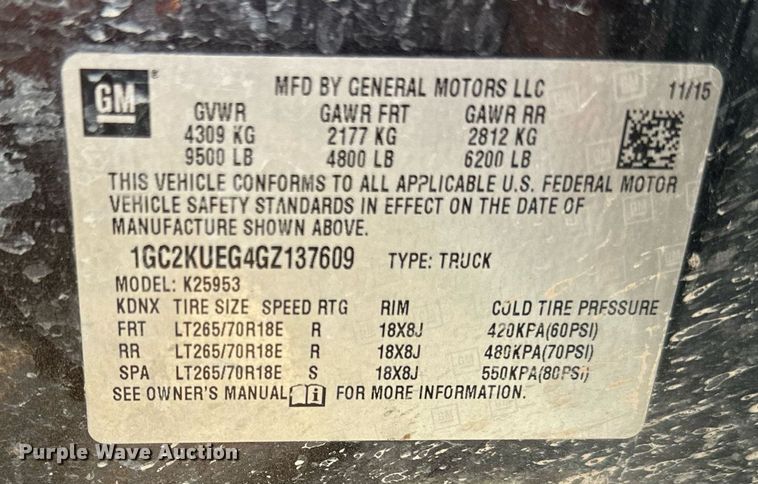 GM ® MFD BY GENERAL MOTORS LLC 11/15
GVWR GAWR FRT GAWR RR
4309 KG 2177 KG 2812 KG
9500 LB 4800 LB 6200 LB
THIS VEHICLE CONFORMS TO ALL APPLICABLE U.S. FEDERAL MOTOR
VEHICLE SAFETY STANDARDS IN EFFECT ON THE DATE OF
MANUFACTURE SHOWN ABOVE.
1GC2KUEG4GZ137609 TYPE: TRUCK
MODEL: K25953
KDNX TIRE SIZE SPEED RTG RIM COLD TIRE PRESSURE
FRT LT265/70R18E R 18X8J 420KPA(60PSI)
RR LT265/70R18E R 18X8J 480KPA(70PSI)
SPA LT265/70R18E S 18X8J 550KPA(80PSI)
SEE OWNER'S MANUAL i FOR MORE INFORMATION.
Purple Wave Auction